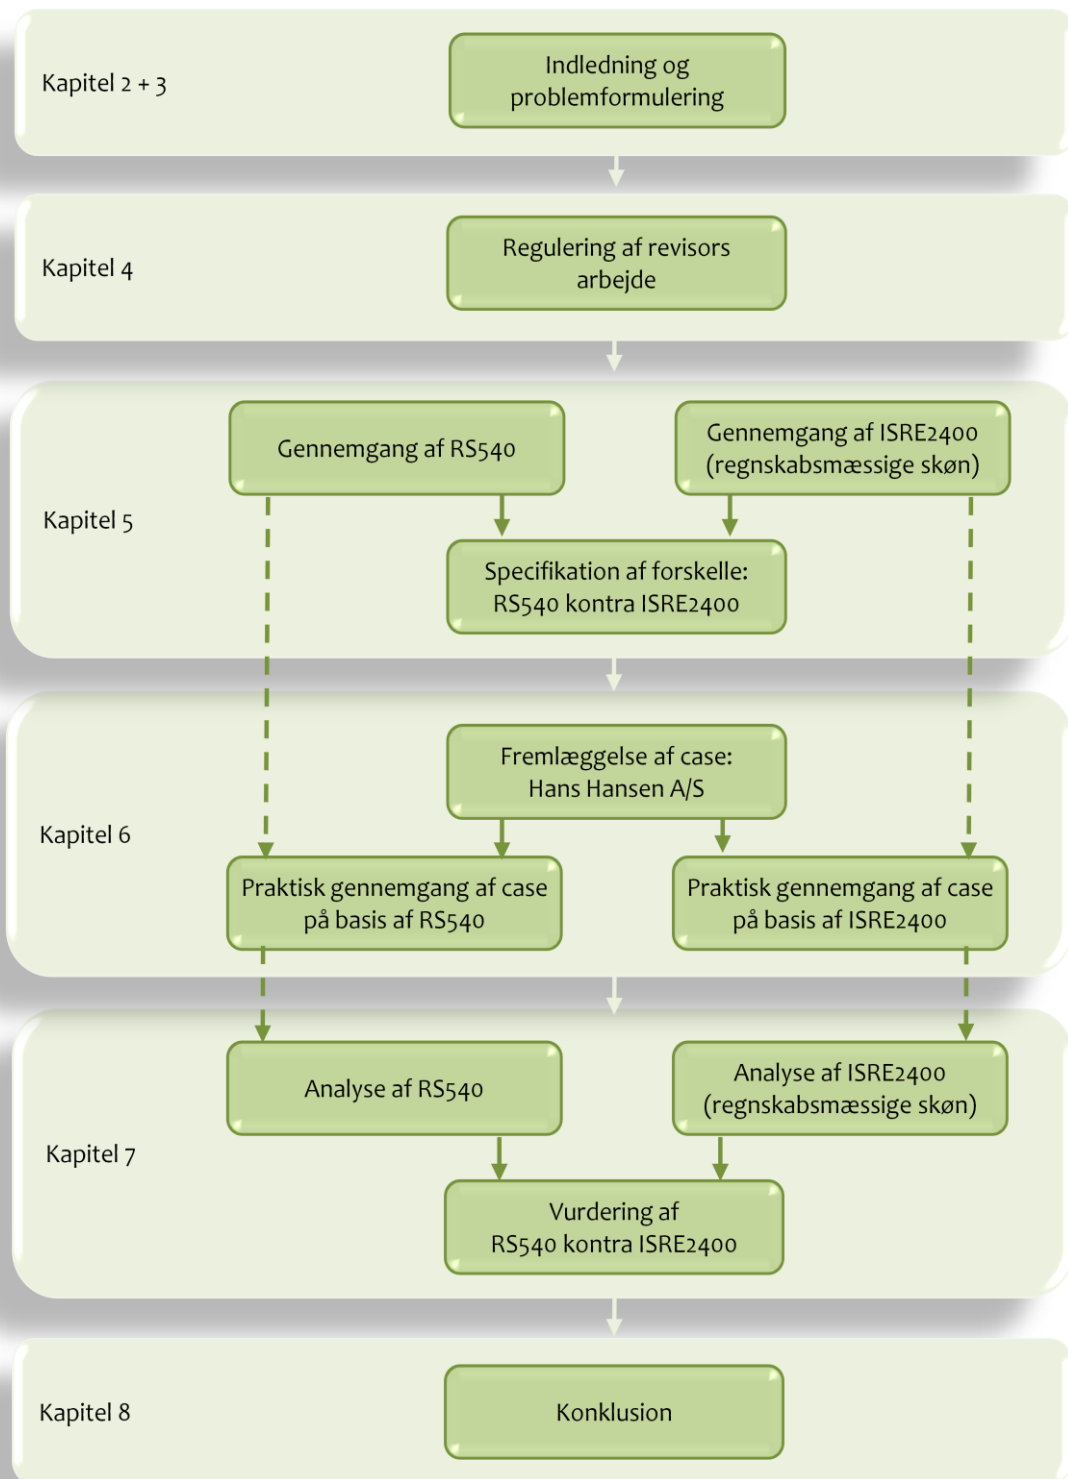 Kapitel 2 + 3
Indledning og
problemformulering
Kapitel 4
Regulering af revisors
arbejde
Kapitel 5
Gennemgang af RS540
Gennemgang af ISRE2400
(regnskabsmæssige skøn)
Specifikation af forskelle:
RS540 kontra ISRE2400
Kapitel 6
Fremlæggelse af case:
Hans Hansen A/S
Praktisk gennemgang af case
på basis af RS540
Praktisk gennemgang af case
på basis af ISRE2400
Kapitel 7
Analyse af RS540
Analyse af ISRE2400
(regnskabsmæssige skøn)
Vurdering af
RS540 kontra ISRE2400
Kapitel 8
Konklusion